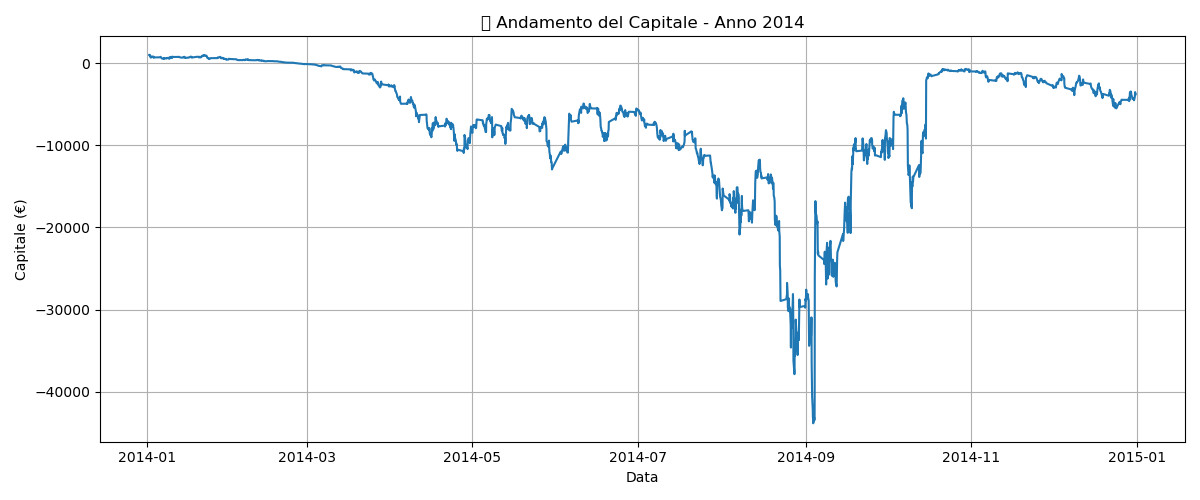 Andamento del Capitale - Anno 2014
Capitale (€)
0
−10000
−20000
−30000
−40000
2014-01 2014-03 2014-05 2014-07 2014-09 2014-11 2015-01
Data